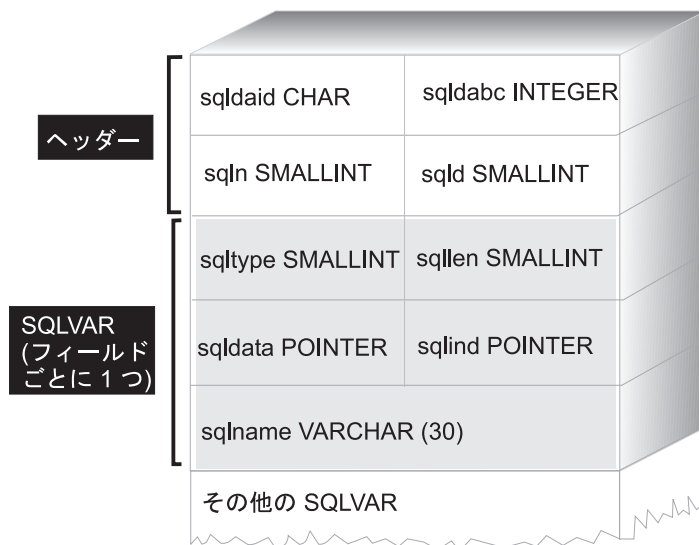 sqldaid CHAR
sqldabc INTEGER
ヘッダー
sqln SMALLINT
sqld SMALLINT
sqltype SMALLINT
sqllen SMALLINT
SQLVAR
(フィールド
ごとに 1 つ)
sqldata POINTER
sqlind POINTER
sqlname VARCHAR (30)
その他の SQLVAR